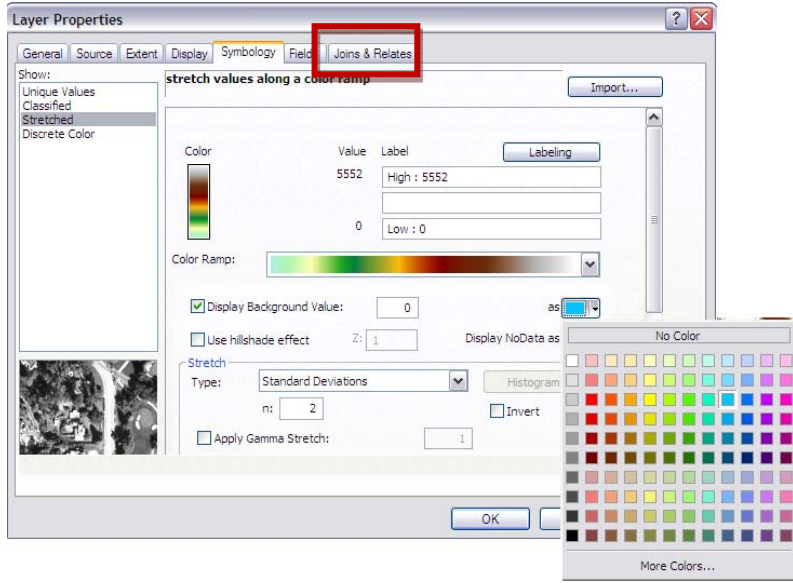 Layer Properties
General Source Extent Display Symbology Fields Joins & Relates
Show:
Unique Values
Classified
Stretched
Discrete Color
stretch values along a color ramp
Import...
Color Value Label Labeling
5552 High : 5552
0 Low : 0
Color Ramp:
Display Background Value: 0 as
Use hillshade effect Z: 1 Display NoData as
Stretch
Type: Standard Deviations Histogram
n: 2 Invert
Apply Gamma Stretch: 1
OK
No Color
More Colors...